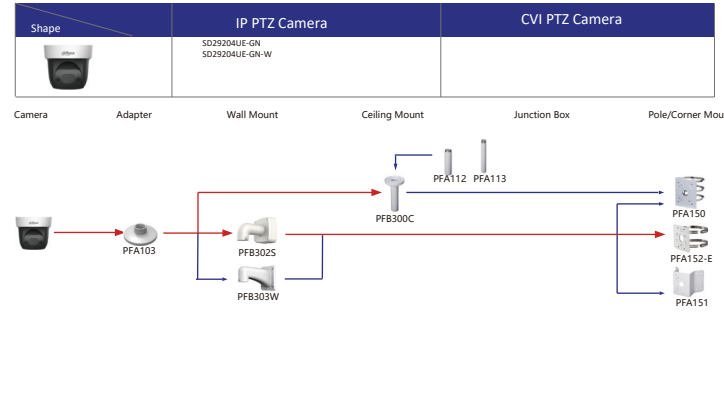 Shape
IP PTZ Camera
CVI PTZ Camera
SD29204UE-GN
SD29204UE-GN-W
Camera
Adapter
Wall Mount
Ceiling Mount
Junction Box
Pole/Corner Mou
PFA112
PFA113
PFB300C
PFA150
PFA103
PFB302S
PFA152-E
PFB303W
PFA151